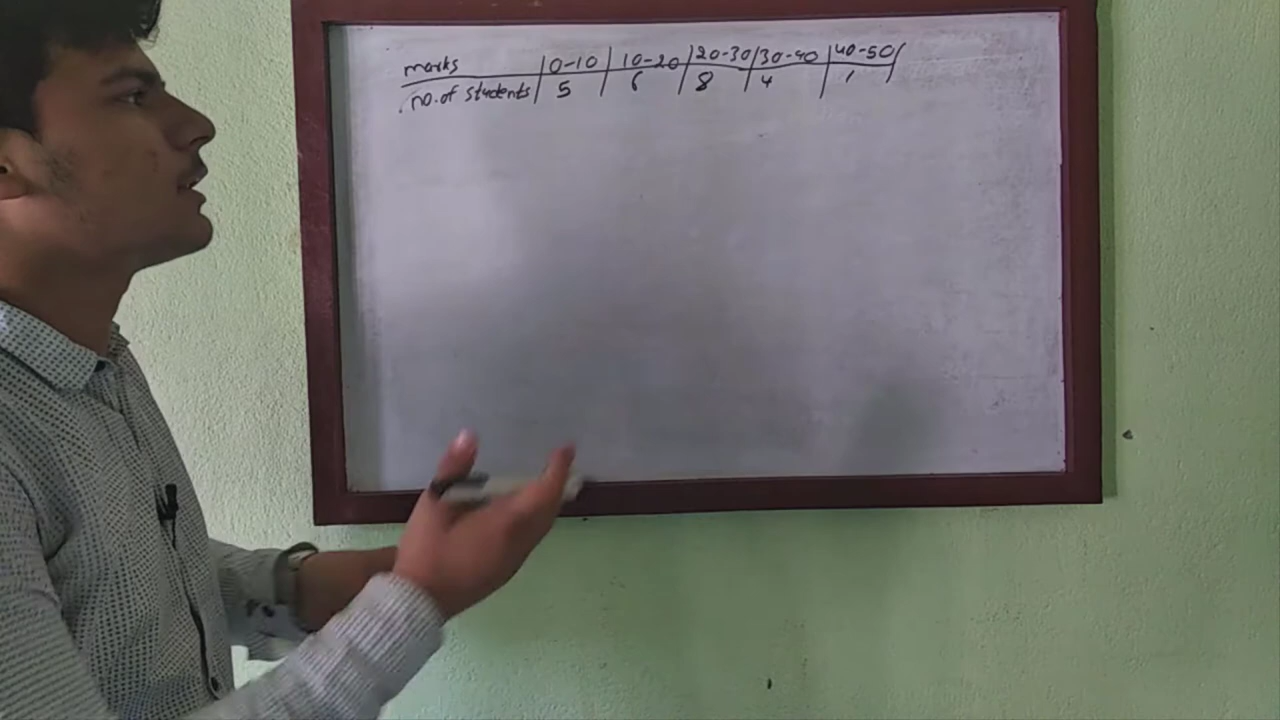 marks | 0-10 | 10-20 | 20-30 | 30-40 | 40-50
no. of students | 5 | 6 | 8 | 4 | 1